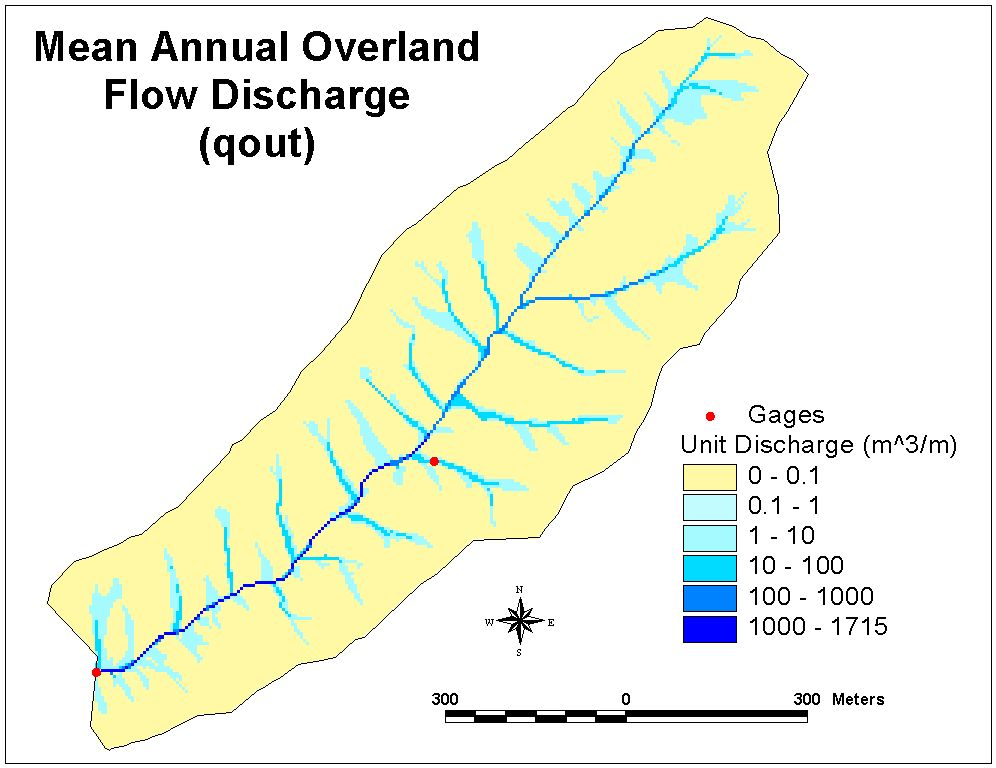 Mean Annual Overland
Flow Discharge
(qout)
Gages
Unit Discharge (m^3/m)
0 - 0.1
0.1 - 1
1 - 10
10 - 100
100 - 1000
1000 - 1715
N
W E
S
300 0 300 Meters